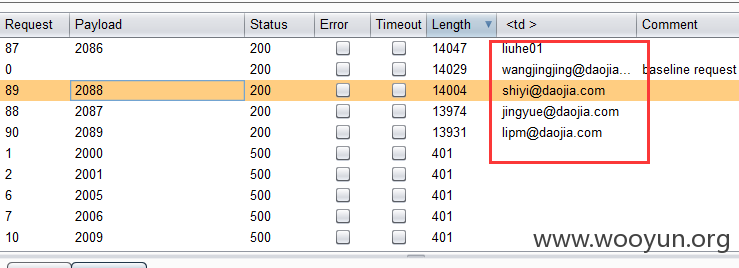 Request Payload Status Error Timeout Length <td > Comment
87 2086 200 14047 liuhe01
0 200 14029 wangjingjing@daojia... baseline request
89 2088 200 14004 shiyi@daojia.com
88 2087 200 13974 jingyue@daojia.com
90 2089 200 13931 lipm@daojia.com
1 2000 500 401
2 2001 500 401
6 2005 500 401
7 2006 500 401
10 2009 500 401
www.wooyun.org